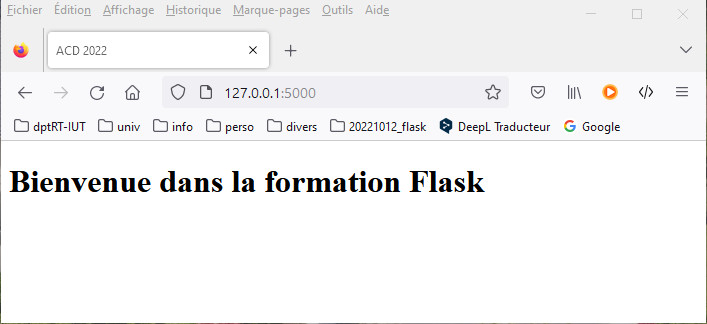 Fichier Édition Affichage Historique Marque-pages Outils Aide
ACD 2022
127.0.0.1:5000
dptRT-IUT univ info perso divers 20221012_flask DeepL Traducteur Google
Bienvenue dans la formation Flask